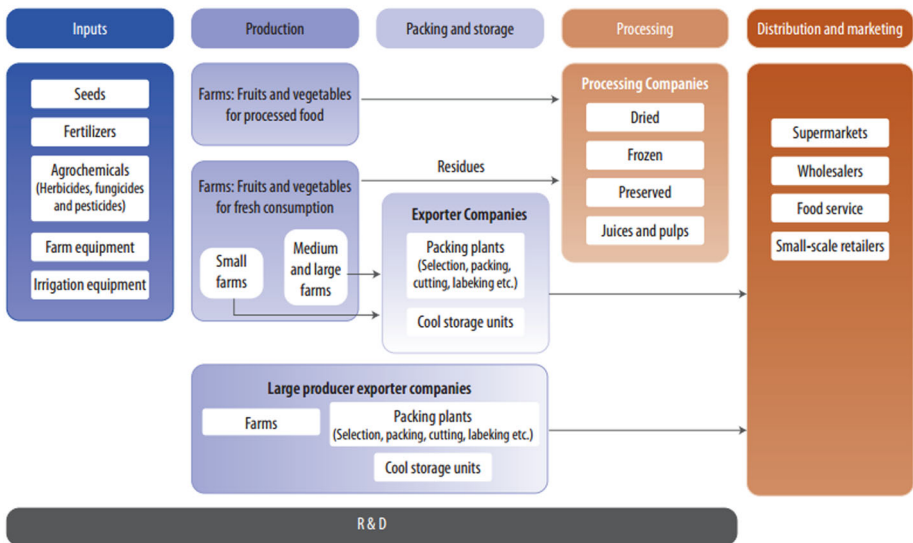 Inputs
Production
Packing and storage
Processing
Distribution and marketing
Seeds
Fertilizers
Agrochemicals
(Herbicides, fungicides
and pesticides)
Farm equipment
Irrigation equipment
Farms: Fruits and vegetables
for processed food
Farms: Fruits and vegetables
for fresh consumption
Small
farms
Medium
and large
farms
Residues
Exporter Companies
Packing plants
(Selection, packing,
cutting, labeking etc.)
Cool storage units
Processing Companies
Dried
Frozen
Preserved
Juices and pulps
Supermarkets
Wholesalers
Food service
Small-scale retailers
Large producer exporter companies
Farms
Packing plants
(Selection, packing, cutting, labeking etc.)
Cool storage units
R & D